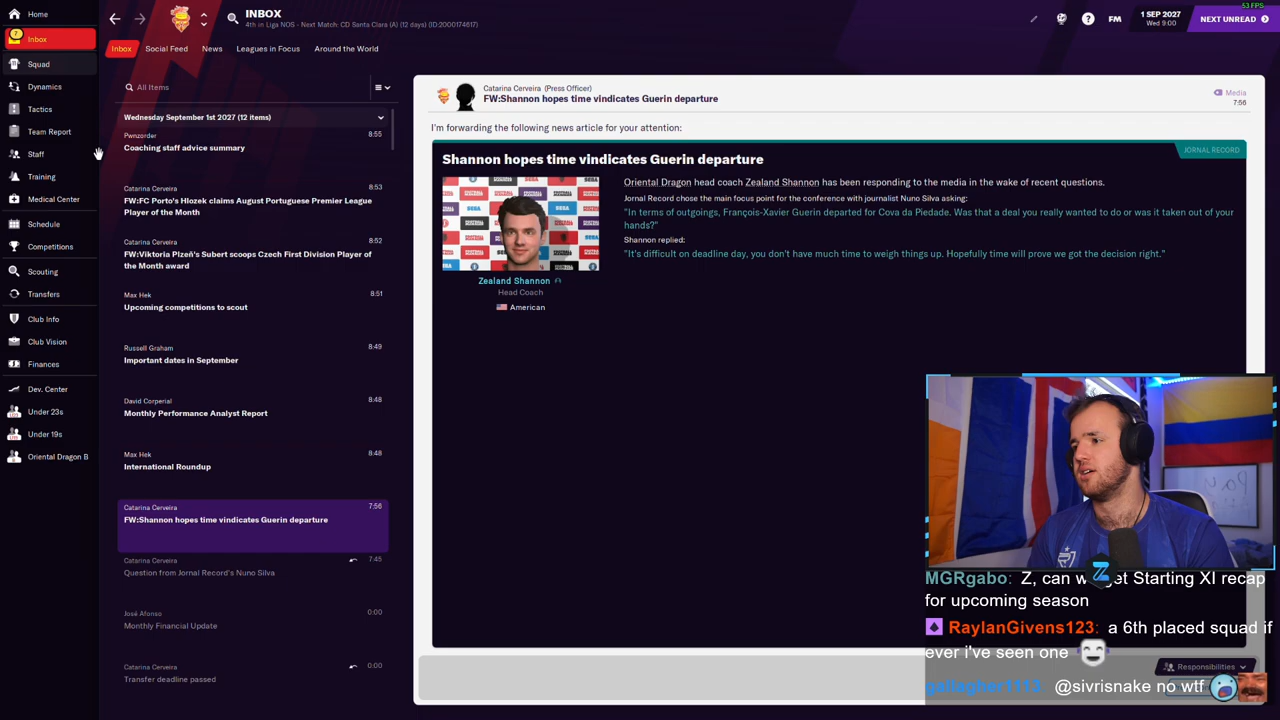 53 FPS
Home
Inbox
7
Squad
Dynamics
Tactics
Team Report
Staff
Training
Medical Center
Schedule
Competitions
Scouting
Transfers
Club Info
Club Vision
Finances
Dev. Center
Under 23s
Under 19s
Oriental Dragon B
INBOX
4th in Liga NOS - Next Match: CD Santa Clara (A) (12 days) (ID:2000174617)
FM
1 SEP 2027
Wed 9:00
NEXT UNREAD
Inbox
Social Feed
News
Leagues in Focus
Around the World
All Items
Wednesday September 1st 2027 (12 items)
Pwnzorder
8:55
Coaching staff advice summary
Catarina Cerveira
8:53
FW:FC Porto's Hlozek claims August Portuguese Premier League
Player of the Month
Catarina Cerveira
8:52
FW:Viktoria Plzeň's Subert scoops Czech First Division Player of
the Month award
Max Hek
8:51
Upcoming competitions to scout
Russell Graham
8:49
Important dates in September
David Corperial
8:48
Monthly Performance Analyst Report
Max Hek
8:48
International Roundup
Catarina Cerveira
7:56
FW:Shannon hopes time vindicates Guerin departure
Catarina Cerveira
7:45
Question from Jornal Record's Nuno Silva
José Afonso
0:00
Monthly Financial Update
Catarina Cerveira
0:00
Transfer deadline passed
Catarina Cerveira (Press Officer)
FW:Shannon hopes time vindicates Guerin departure
Media
7:56
I'm forwarding the following news article for your attention:
JORNAL RECORD
Shannon hopes time vindicates Guerin departure
SEGA
Zealand Shannon
Head Coach
American
Oriental Dragon head coach Zealand Shannon has been responding to the media in the wake of recent questions.
Jornal Record chose the main focus point for the conference with journalist Nuno Silva asking:
"In terms of outgoings, François-Xavier Guerin departed for Cova da Piedade. Was that a deal you really wanted to do or was it taken out of your
hands?"
Shannon replied:
"It's difficult on deadline day, you don't have much time to weigh things up. Hopefully time will prove we got the decision right."
MGRgabo: Z, can we get Starting XI recap
for upcoming season
RaylanGivens123: a 6th placed squad if
ever i've seen one
gallagher1113: @sivrisnake no wtf
Responsibilities